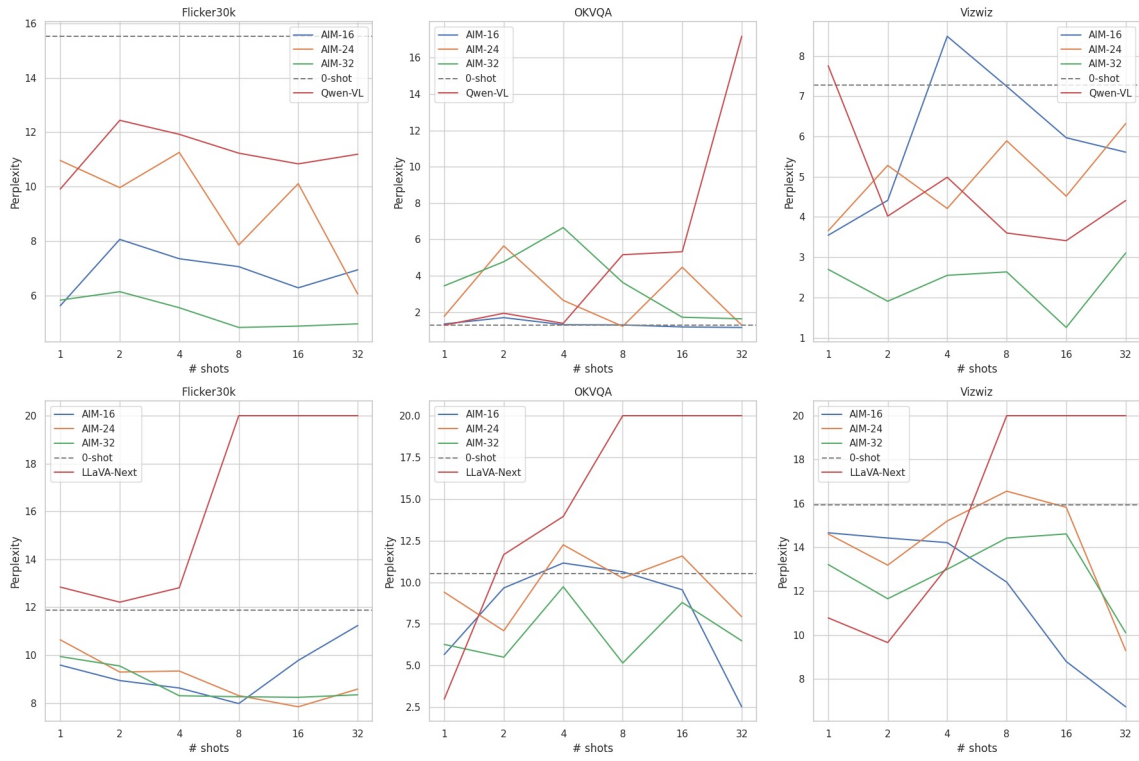 Flicker30k
16
14
12
10
8
6
Perplexity
AIM-16
AIM-24
AIM-32
0-shot
Qwen-VL
1 2 4 8 16 32
# shots
OKVQA
16
14
12
10
8
6
4
2
Perplexity
AIM-16
AIM-24
AIM-32
0-shot
Qwen-VL
1 2 4 8 16 32
# shots
Vizwiz
8
7
6
5
4
3
2
1
Perplexity
AIM-16
AIM-24
AIM-32
0-shot
Qwen-VL
1 2 4 8 16 32
# shots
Flicker30k
20
18
16
14
12
10
8
Perplexity
AIM-16
AIM-24
AIM-32
0-shot
LLaVA-Next
1 2 4 8 16 32
# shots
OKVQA
20.0
17.5
15.0
12.5
10.0
7.5
5.0
2.5
Perplexity
AIM-16
AIM-24
AIM-32
0-shot
LLaVA-Next
1 2 4 8 16 32
# shots
Vizwiz
20
18
16
14
12
10
8
Perplexity
AIM-16
AIM-24
AIM-32
0-shot
LLaVA-Next
1 2 4 8 16 32
# shots